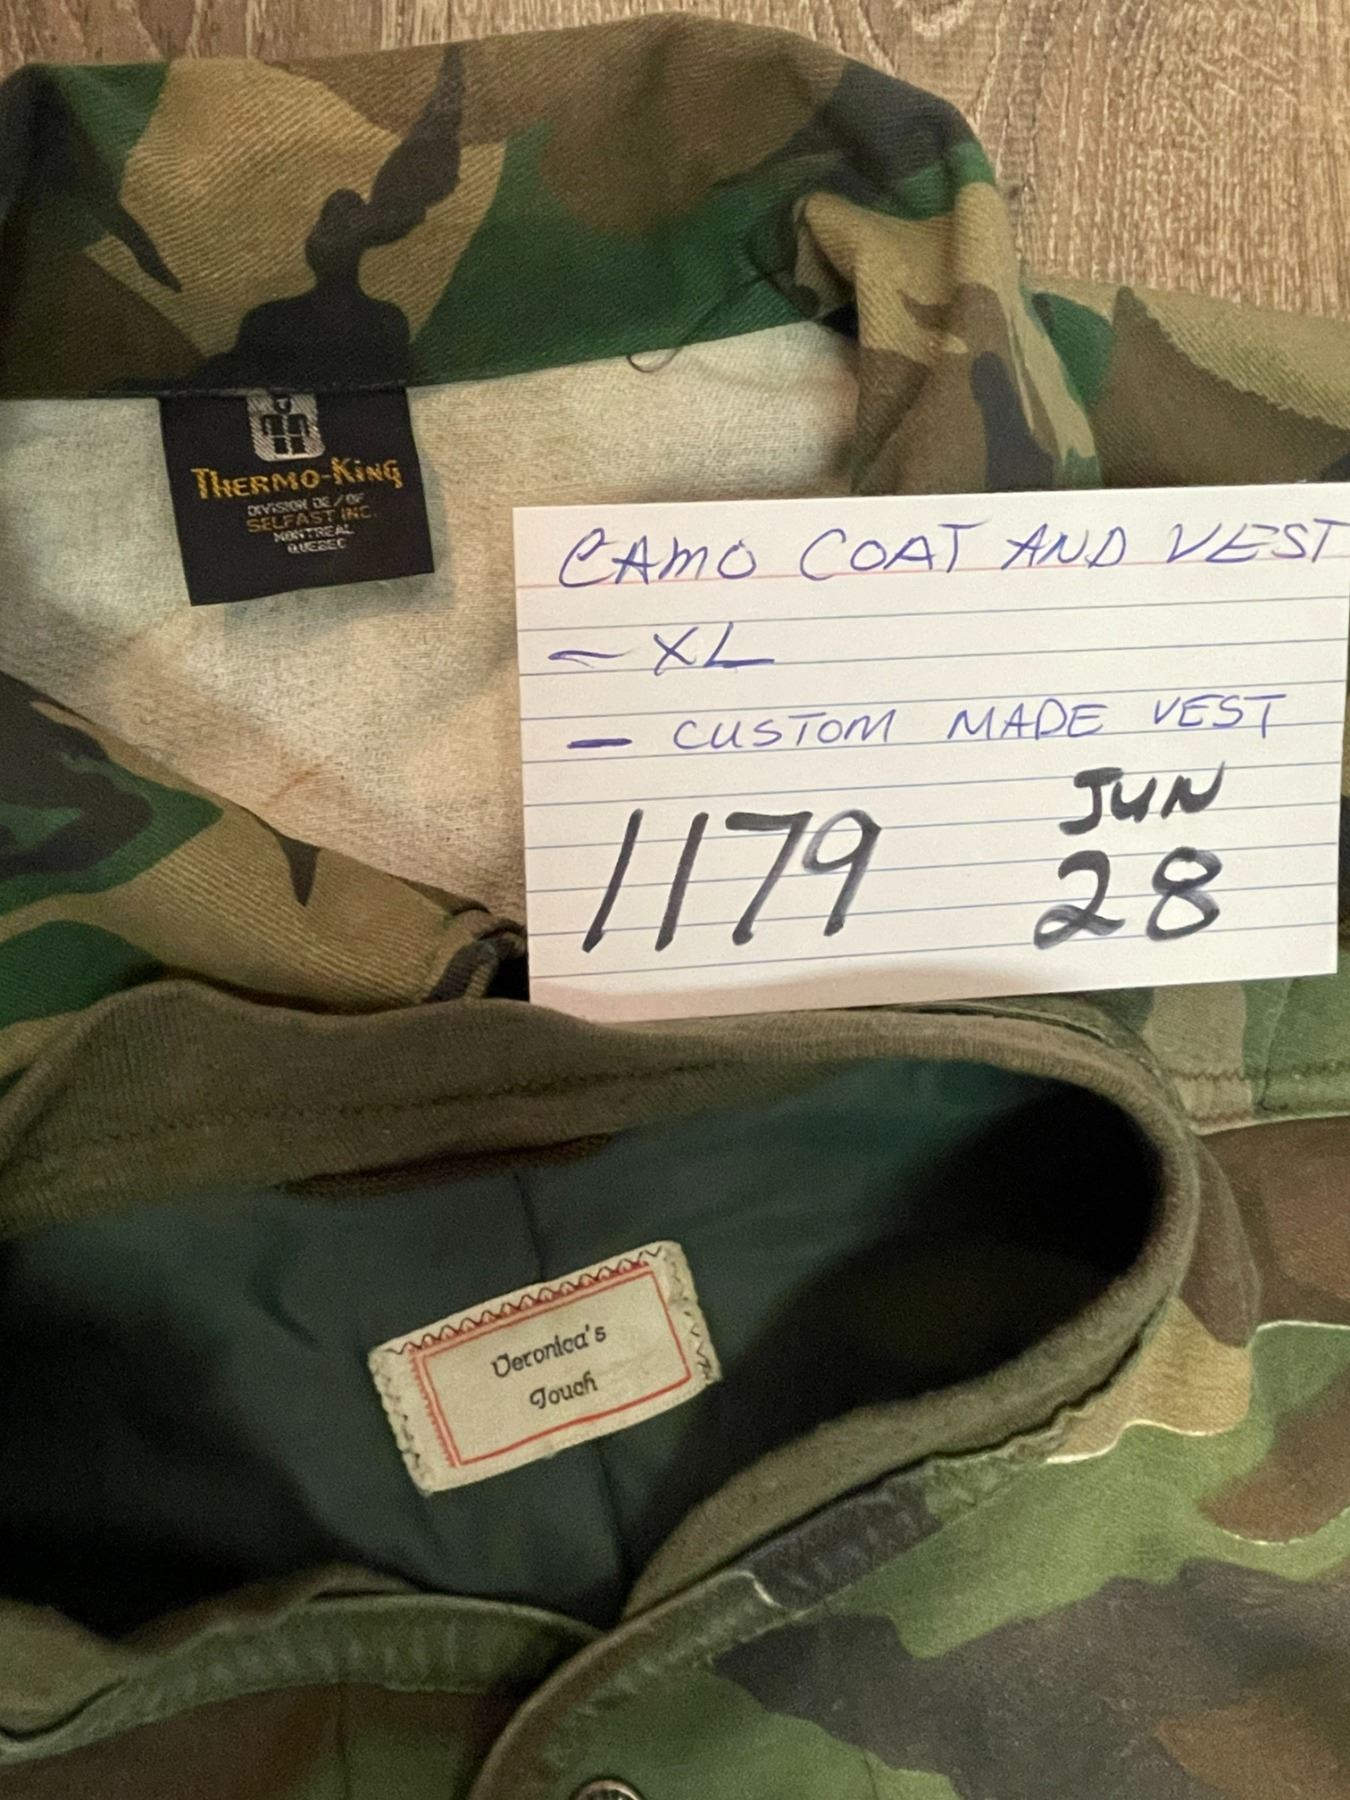 THERMO-KING
DIVISION DE / OF
SELFAST INC.
MONTREAL
QUEBEC
CAMO COAT AND VEST
- XL
- CUSTOM MADE VEST
1179
JUN
28
Veronica's
Touch